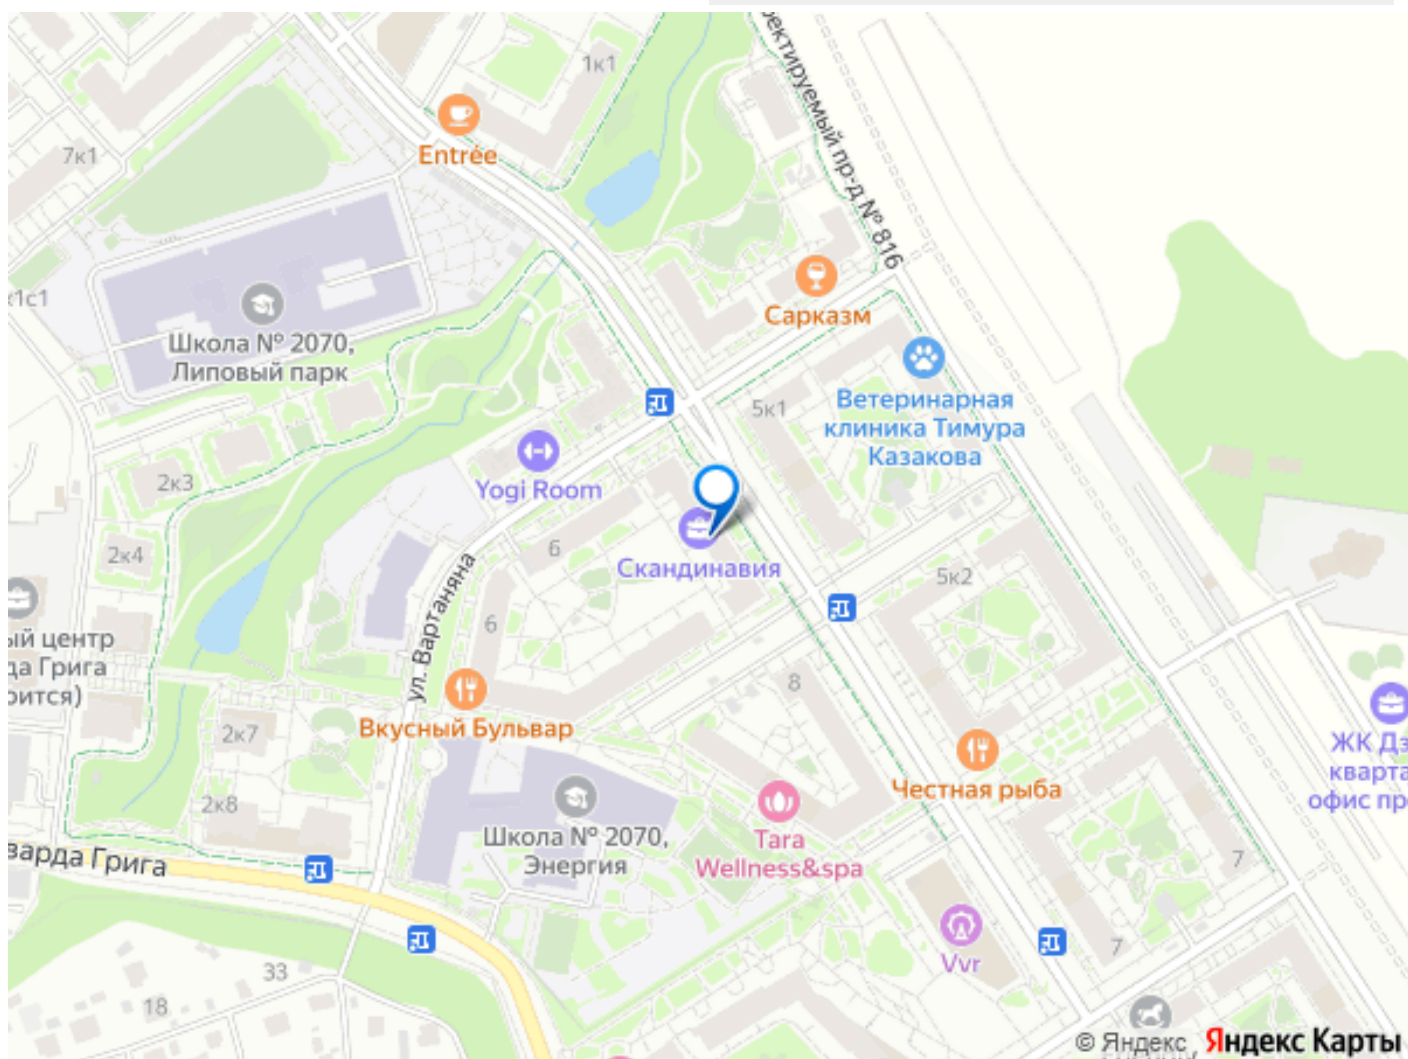 1к1
Entrée
7к1
ектируемый пр-д № 816
к1с1
Сарказм
Школа № 2070,
Липовый парк
5к1
Ветеринарная
клиника Тимура
Казакова
2к3
Yogi Room
2к4
6
Скандинавия
5к2
6
ул. Вартаняна
ый центр
да Грига
оится)
8
2к7
Вкусный Бульвар
ЖК Дз
кварта
офис пр
Честная рыба
2к8
Школа № 2070,
Энергия
Tara
Wellness&spa
варда Грига
7
7
Vvr
33
18
© Яндекс
Яндекс Карты